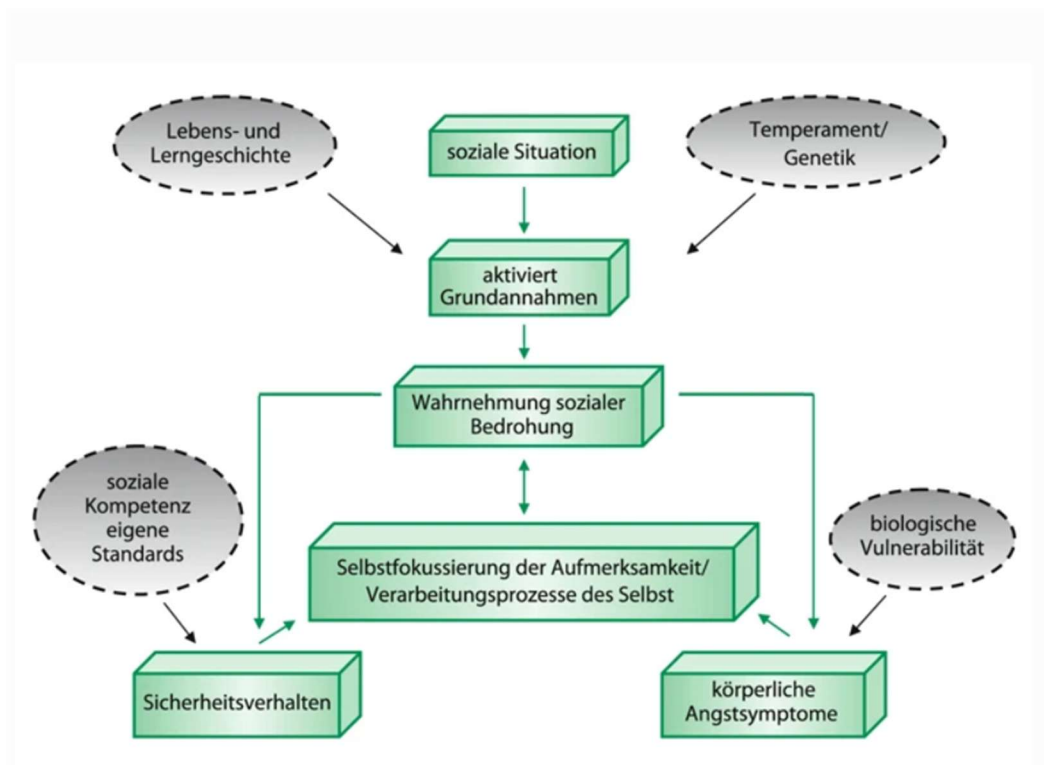 Lebens- und
Lerngeschichte
soziale Situation
Temperament/
Genetik
aktiviert
Grundannahmen
Wahrnehmung sozialer
Bedrohung
soziale
Kompetenz
eigene
Standards
Selbstfokussierung der Aufmerksamkeit/
Verarbeitungsprozesse des Selbst
biologische
Vulnerabilität
Sicherheitsverhalten
körperliche
Angstsymptome